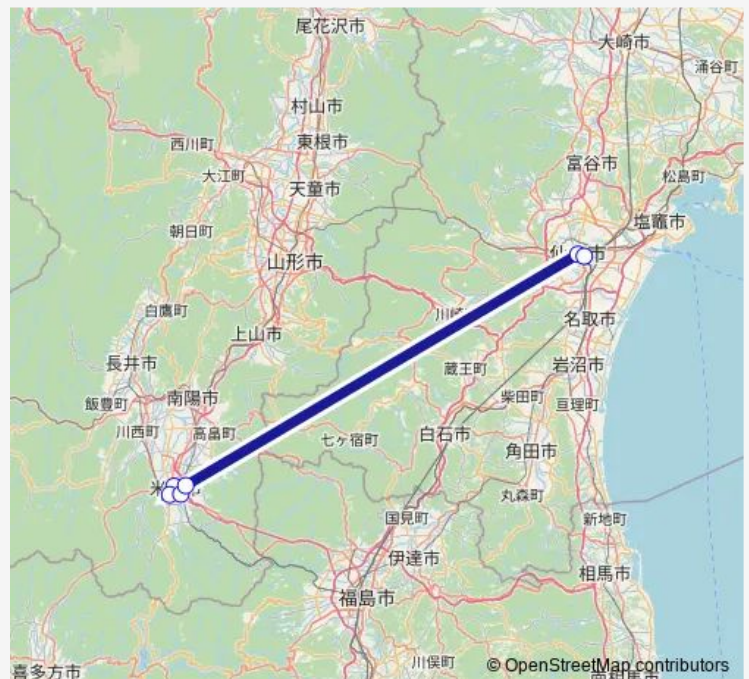 尾花沢市
大崎市
涌谷町
村山市
東根市
西川町
富谷市
大江町
松島町
天童市
塩竈市
朝日町
山形市
名取市
白鷹町
上山市
長井市
岩沼市
蔵王町
南陽市
柴田町
飯豊町
亘理町
川西町
高畠町
七ヶ宿町
白石市
角田市
丸森町
国見町
新地町
伊達市
相馬市
福島市
川俣町
© OpenStreetMap contributors
喜多方市